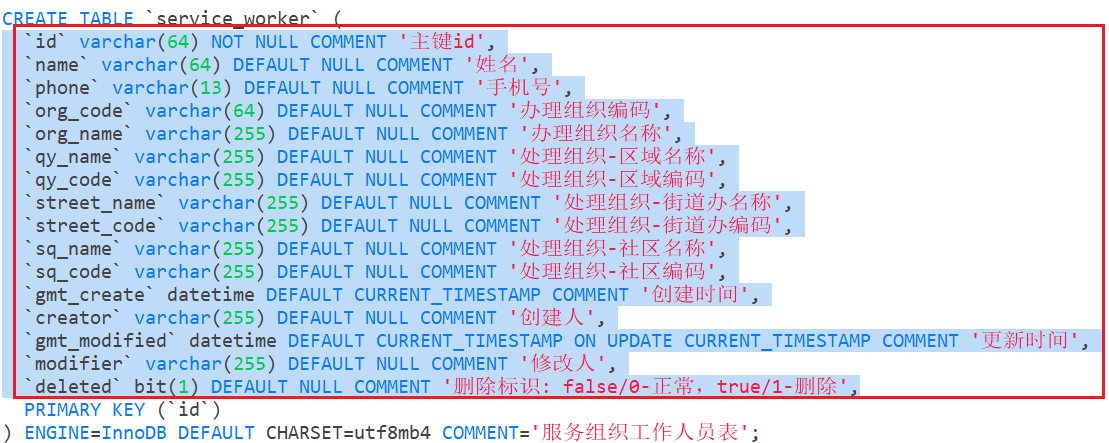 CREATE TABLE `service_worker` (
`id` varchar(64) NOT NULL COMMENT '主键id',
`name` varchar(64) DEFAULT NULL COMMENT '姓名',
`phone` varchar(13) DEFAULT NULL COMMENT '手机号',
`org_code` varchar(64) DEFAULT NULL COMMENT '办理组织编码',
`org_name` varchar(255) DEFAULT NULL COMMENT '办理组织名称',
`qy_name` varchar(255) DEFAULT NULL COMMENT '处理组织-区域名称',
`qy_code` varchar(255) DEFAULT NULL COMMENT '处理组织-区域编码',
`street_name` varchar(255) DEFAULT NULL COMMENT '处理组织-街道办名称',
`street_code` varchar(255) DEFAULT NULL COMMENT '处理组织-街道办编码',
`sq_name` varchar(255) DEFAULT NULL COMMENT '处理组织-社区名称',
`sq_code` varchar(255) DEFAULT NULL COMMENT '处理组织-社区编码',
`gmt_create` datetime DEFAULT CURRENT_TIMESTAMP COMMENT '创建时间',
`creator` varchar(255) DEFAULT NULL COMMENT '创建人',
`gmt_modified` datetime DEFAULT CURRENT_TIMESTAMP ON UPDATE CURRENT_TIMESTAMP COMMENT '更新时间',
`modifier` varchar(255) DEFAULT NULL COMMENT '修改人',
`deleted` bit(1) DEFAULT NULL COMMENT '删除标识: false/0-正常, true/1-删除',
PRIMARY KEY (`id`)
) ENGINE=InnoDB DEFAULT CHARSET=utf8mb4 COMMENT='服务组织工作人员表';